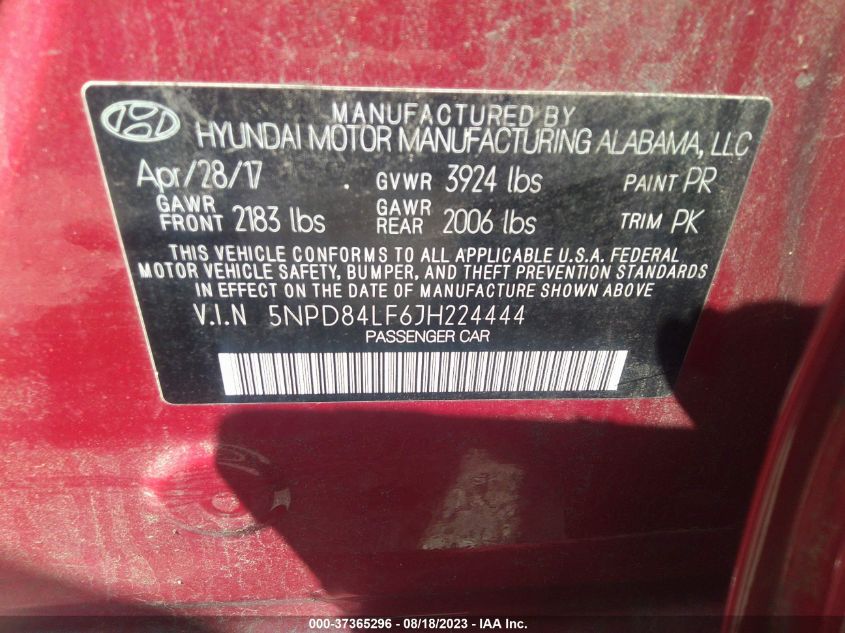 MANUFACTURED BY
HYUNDAI MOTOR MANUFACTURING ALABAMA, LLC
Apr/28/17 GVWR 3924 lbs PAINT PR
GAWR FRONT 2183 lbs GAWR REAR 2006 lbs TRIM PK
THIS VEHICLE CONFORMS TO ALL APPLICABLE U.S.A. FEDERAL
MOTOR VEHICLE SAFETY, BUMPER, AND THEFT PREVENTION STANDARDS
IN EFFECT ON THE DATE OF MANUFACTURE SHOWN ABOVE
V.I.N 5NPD84LF6JH224444
PASSENGER CAR
000-37365296 - 08/18/2023 - IAA Inc.